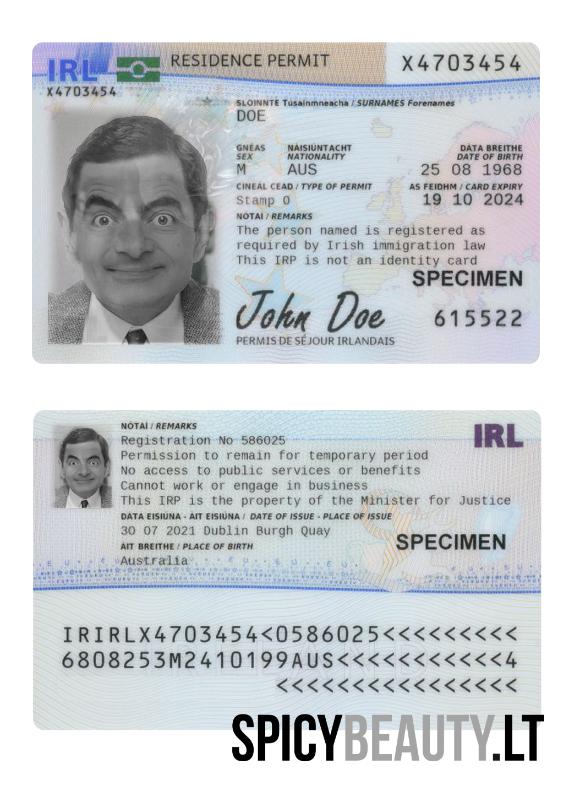 IRL RESIDENCE PERMIT X4703454
X4703454
SLOINNTE Túsainmneacha / SURNAMES Forenames
DOE
GNÉAS NÁISIÚNTACHT DÁTA BREITHE
SEX NATIONALITY DATE OF BIRTH
M AUS 25 08 1968
CINEÁL CEAD / TYPE OF PERMIT AS FEIDHM / CARD EXPIRY
Stamp 0 19 10 2024
NÓTAÍ / REMARKS
The person named is registered as
required by Irish immigration law
This IRP is not an identity card
SPECIMEN
John Doe 615522
PERMIS DE SÉJOUR IRLANDAIS
NÓTAÍ / REMARKS
Registration No 586025 IRL
Permission to remain for temporary period
No access to public services or benefits
Cannot work or engage in business
This IRP is the property of the Minister for Justice
DÁTA EISIÚNA - ÁIT EISIÚNA / DATE OF ISSUE - PLACE OF ISSUE
30 07 2021 Dublin Burgh Quay
SPECIMEN
ÁIT BREITHE / PLACE OF BIRTH
Australia
IRIRLX4703454<0586025<<<<<<<<<
6808253M2410199AUS<<<<<<<<<<<4
<<<<<<<<<<<<<<<<
SPICYBEAUTY.LT